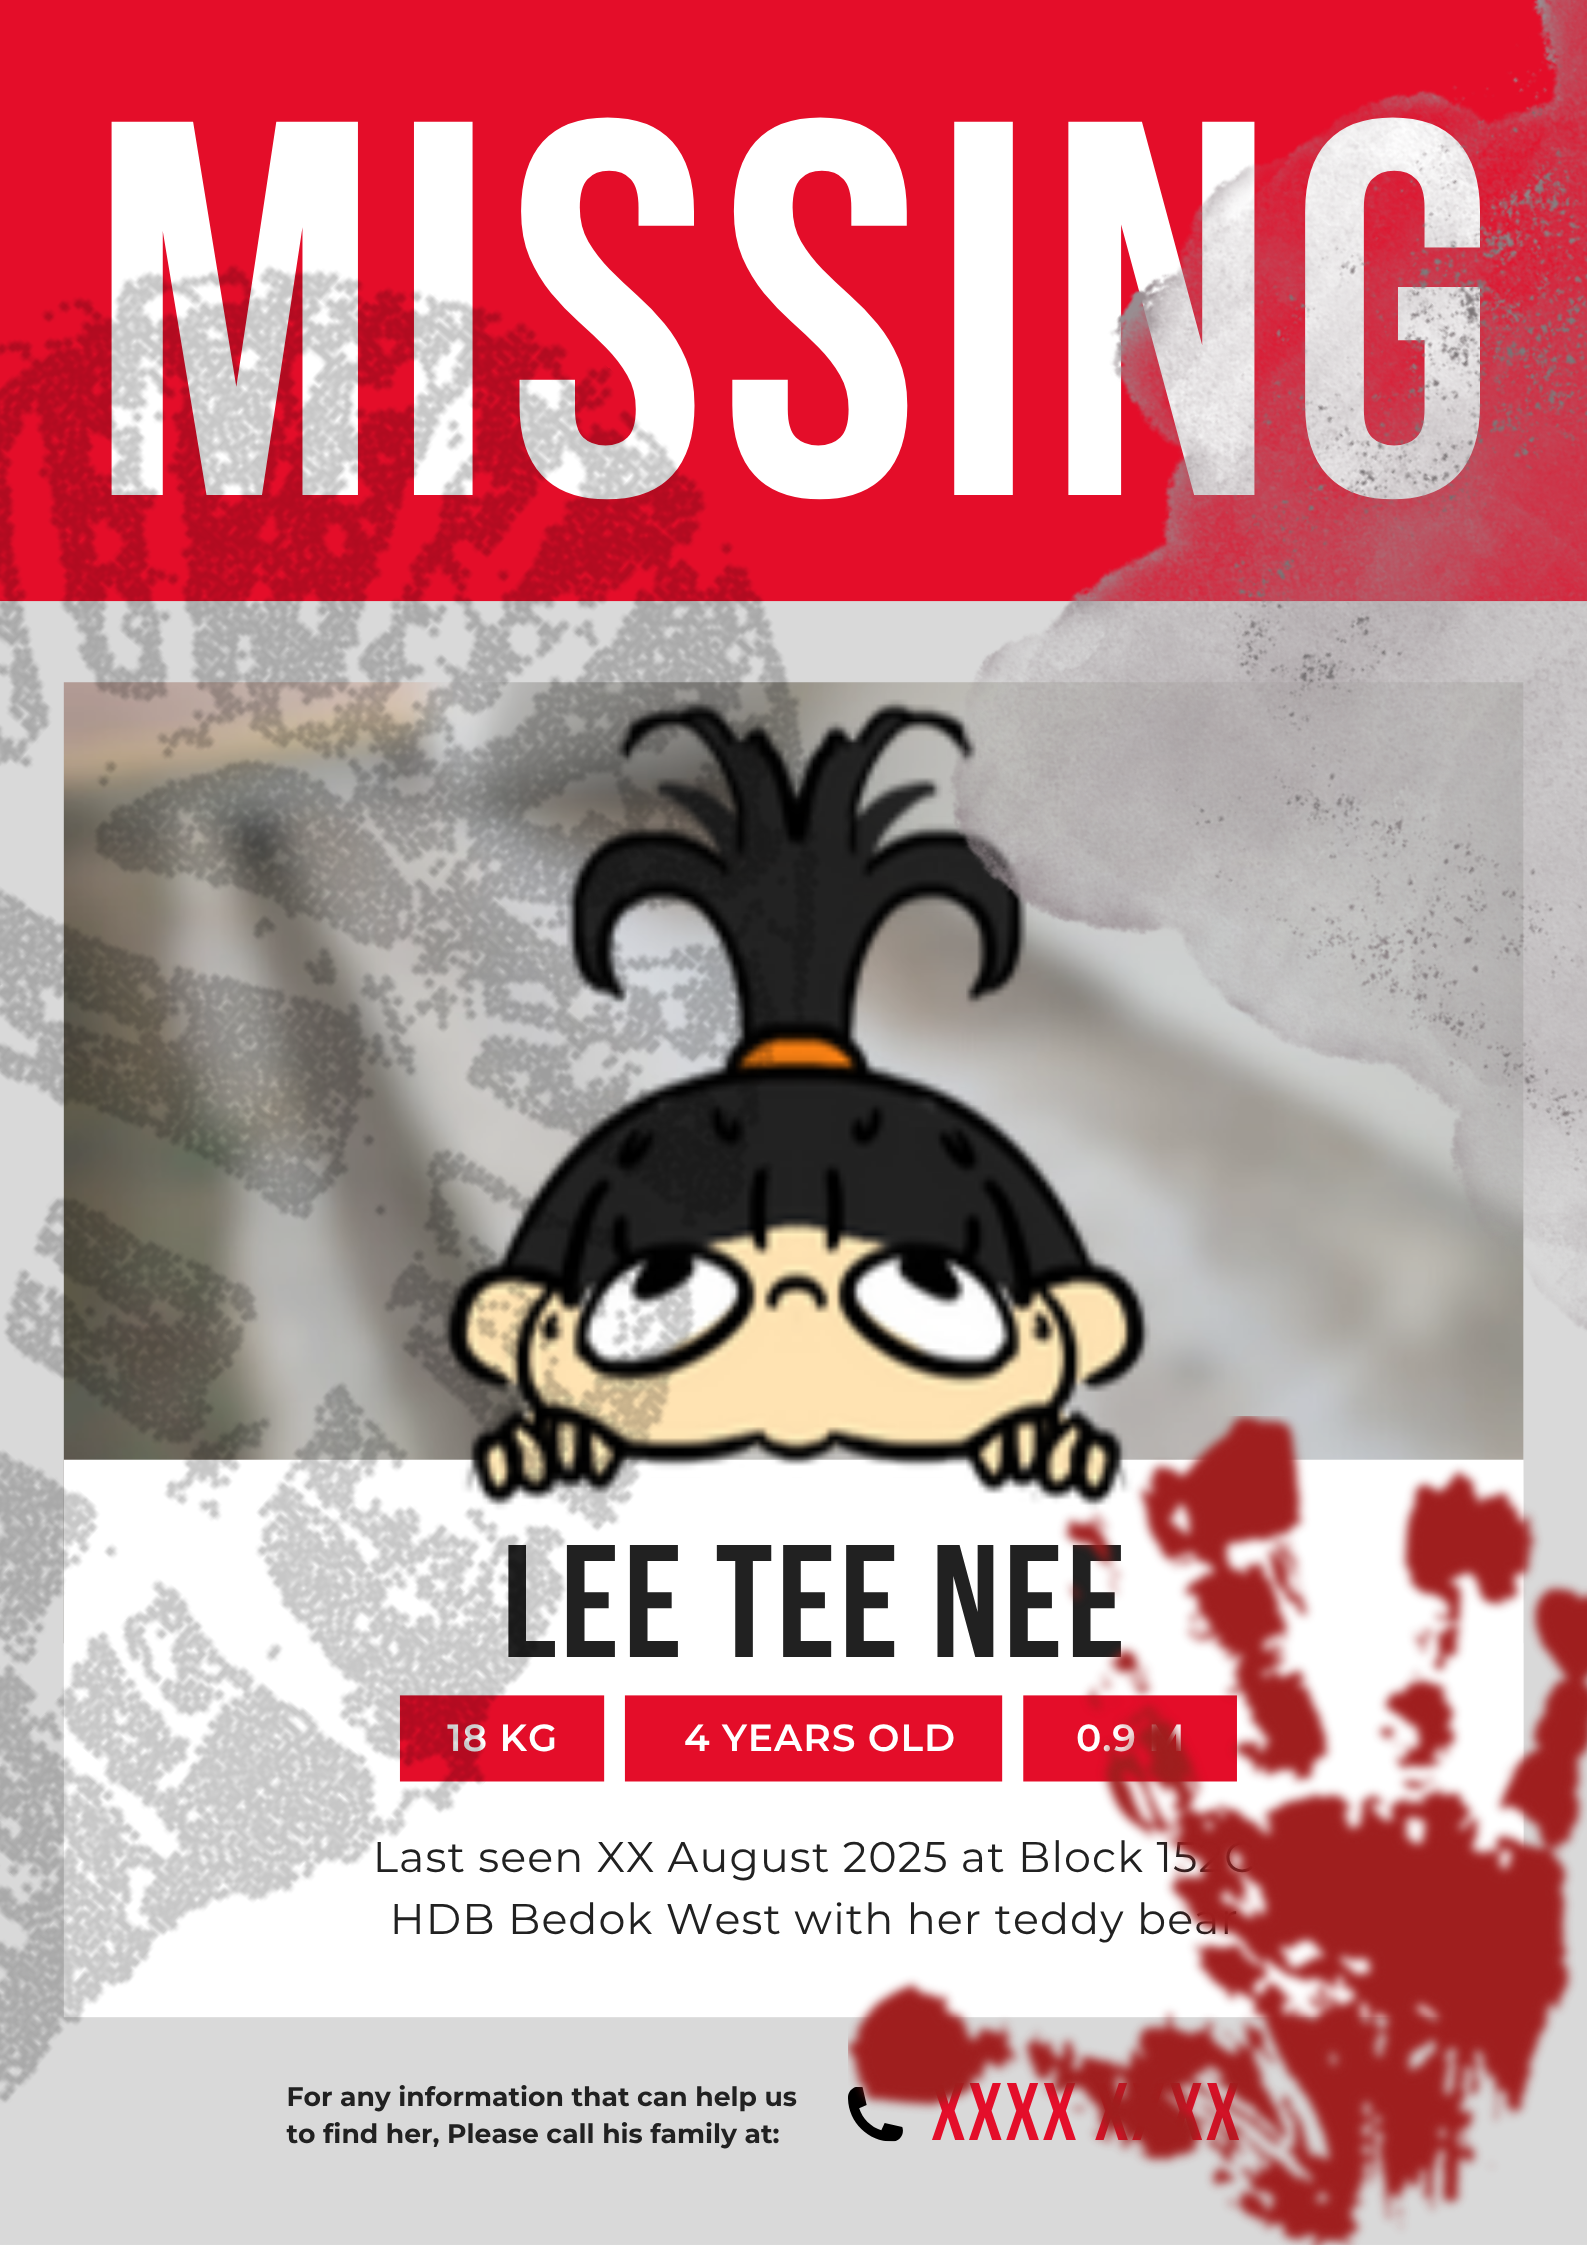 MISSING
LEE TEE NEE
18 KG
4 YEARS OLD
0.9 M
Last seen XX August 2025 at Block
HDB Bedok West with her teddy bear
For any information that can help us
to find her, Please call his family at:
XXXX